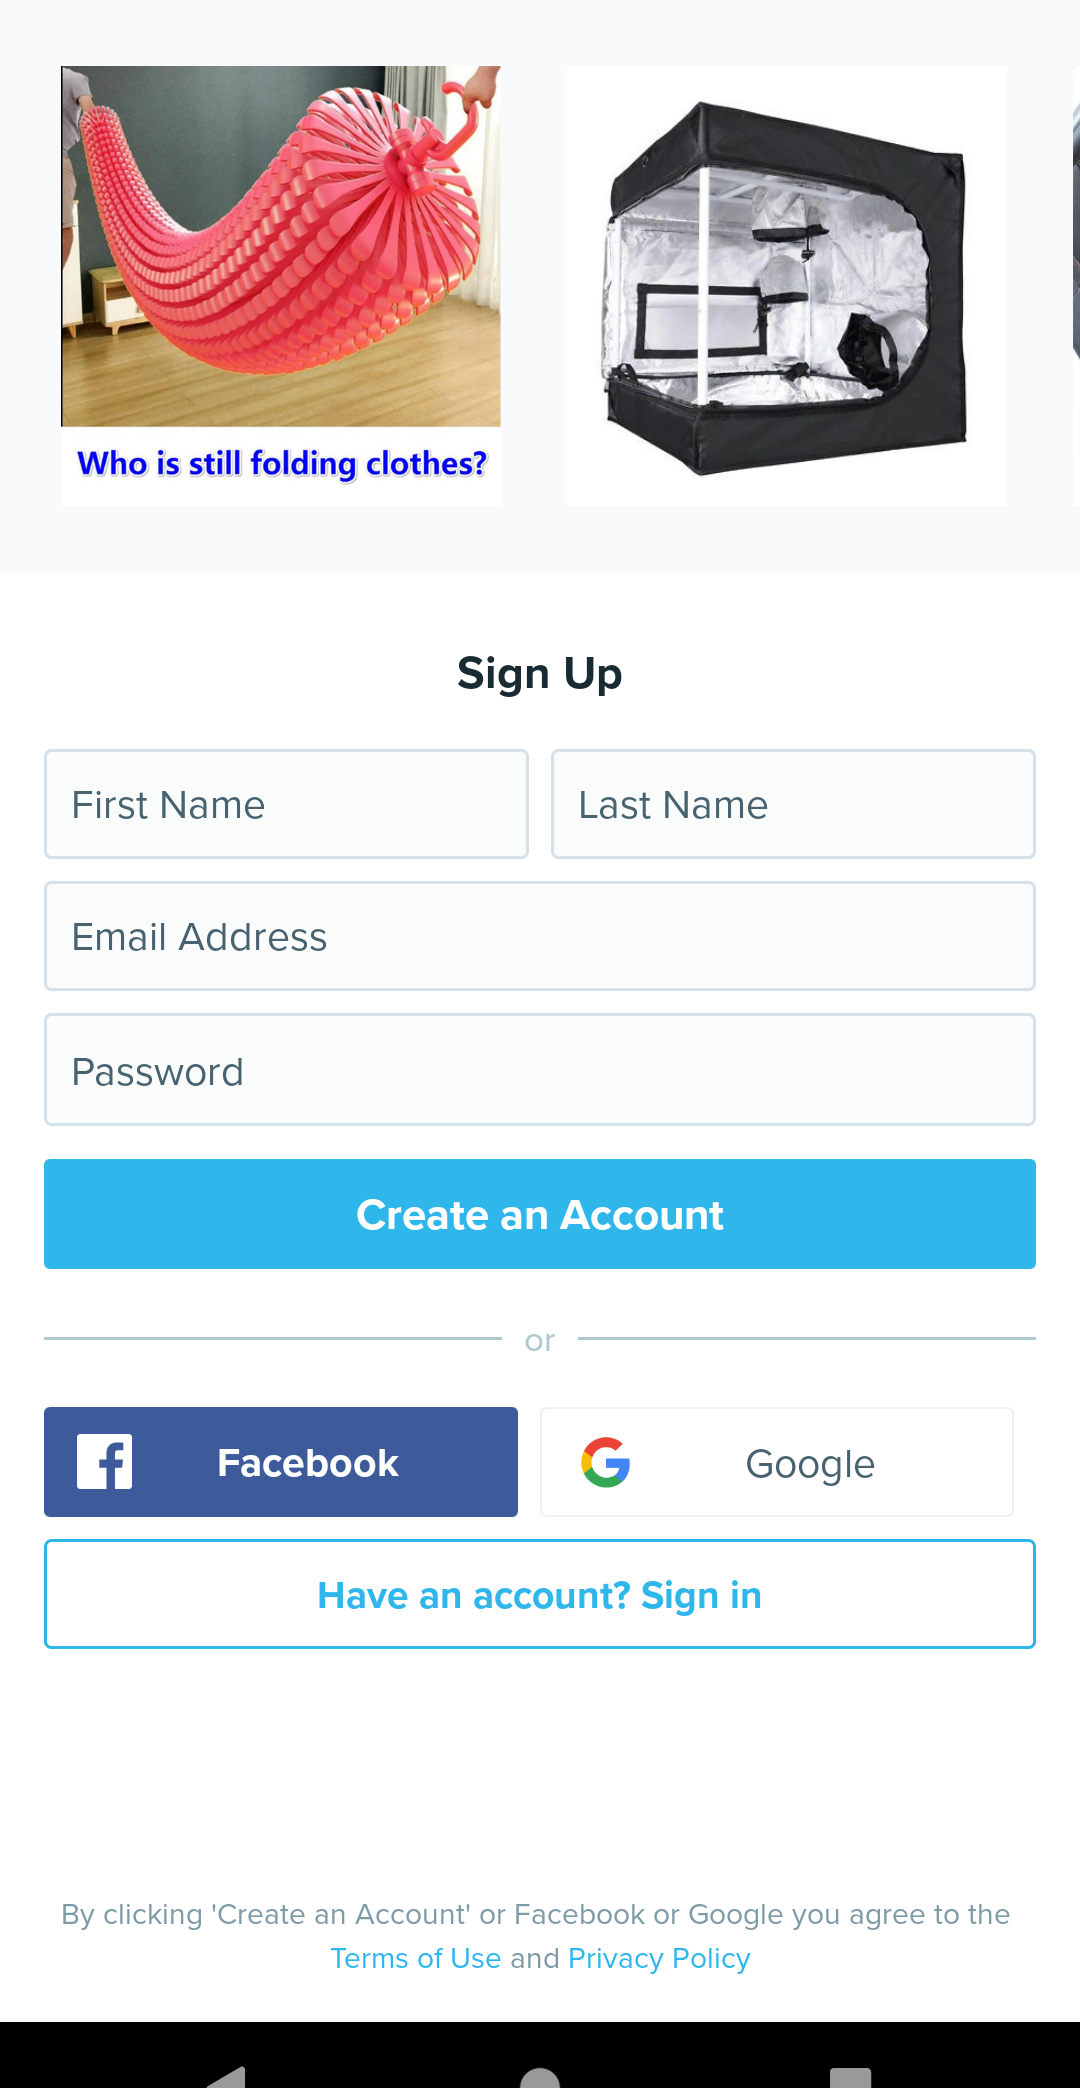 Who is still folding clothes?
Sign Up
First Name
Last Name
Email Address
Password
Create an Account
or
Facebook
Google
Have an account? Sign in
By clicking 'Create an Account' or Facebook or Google you agree to the
Terms of Use and Privacy Policy